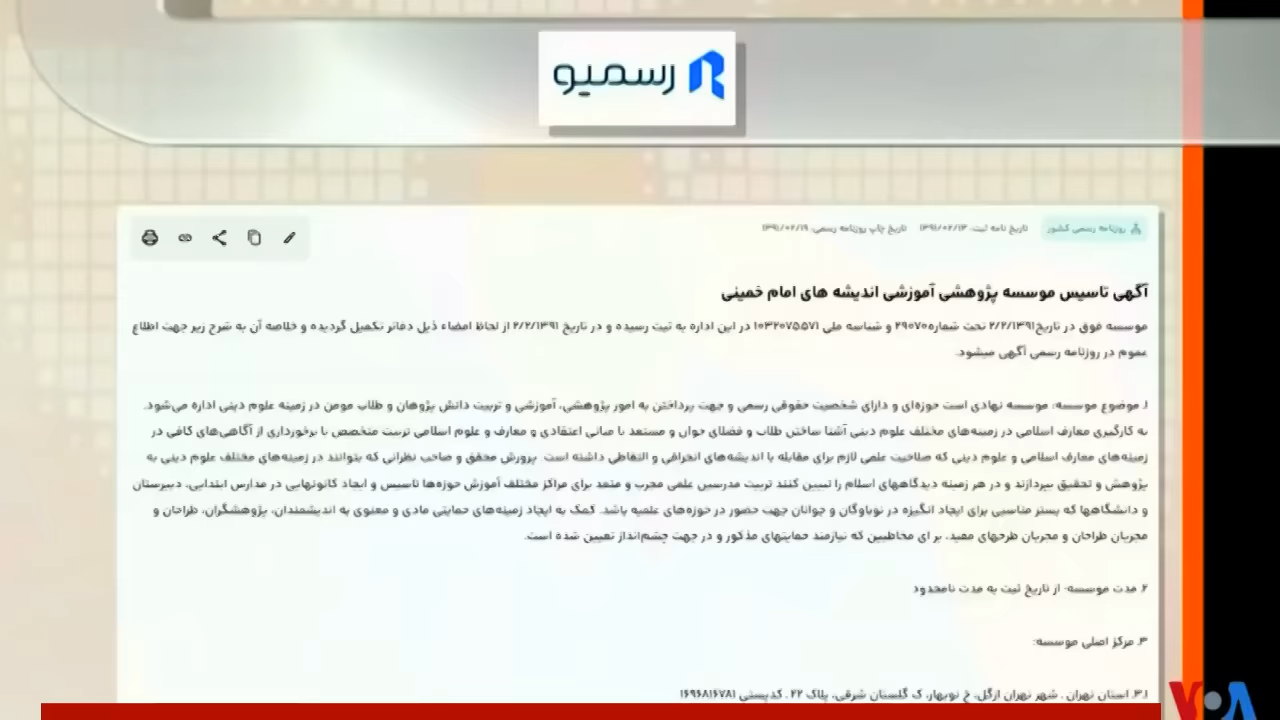 رسمیو
روزنامه رسمی کشور
تاریخ نامه ثبت: ۱۳۹۱/۰۲/۱۳
تاریخ چاپ روزنامه رسمی: ۱۳۹۱/۰۲/۱۹
آگهی تاسیس موسسه پژوهشی آموزشی اندیشه های امام خمینی
موسسه فوق در تاریخ۲/۲/۱۳۹۱ تحت شماره۲۹۰۷۰ و شناسه ملی ۱۰۳۲۰۷۵۵۷۱ در این اداره به ثبت رسیده و در تاریخ ۲/۲/۱۳۹۱ از لحاظ امضاء ذیل دفاتر تکمیل گردیده و خلاصه آن به شرح زیر جهت اطلاع
عموم در روزنامه رسمی آگهی میشود.
۱. موضوع موسسه: موسسه نهادی است حوزه‌ای و دارای شخصیت حقوقی رسمی و جهت پرداختن به امور پژوهشی، آموزشی و تربیت دانش پژوهان و طلاب مومن در زمینه علوم دینی اداره می‌شود.
به کارگیری معارف اسلامی در زمینه‌های مختلف علوم دینی آشنا ساختن طلاب و فضلای جوان و مستعد با مبانی اعتقادی و معارف و علوم اسلامی تربیت متخصص با برخورداری از آگاهی‌های کافی در
زمینه‌های معارف اسلامی و علوم دینی که صلاحیت علمی لازم برای مقابله با اندیشه‌های انحرافی و التقاطی داشته است. پرورش محقق و صاحب نظرانی که بتوانند در زمینه‌های مختلف علوم دینی به
پژوهش و تحقیق بپردازند و در هر زمینه دیدگاههای اسلام را تبیین کنند تربیت مدرسین علمی مجرب و متعد برای مراکز مختلف آموزش حوزه‌ها تاسیس و ایجاد کانونهایی در مدارس ابتدایی، دبیرستان
و دانشگاهها که بستر مناسبی برای ایجاد انگیزه در نوباوگان و جوانان جهت حضور در حوزه‌های علمیه باشد. کمک به ایجاد زمینه‌های حمایتی مادی و معنوی به اندیشمندان، پژوهشگران، طراحان و
مجریان طراحان و مجریان طرحهای مفید، بر ای مخاطبین که نیازمند حمایتهای مذکور و در جهت چشم‌انداز تعیین شده است.
۲. مدت موسسه: از تاریخ ثبت به مدت نامحدود
۳. مرکز اصلی موسسه:
۳.۱. استان تهران ـ شهر تهران ازگل، خ نوبهار، ک گلستان شرقی، پلاک ۲۲ ـ کدپستی ۱۶۹۶۸۱۶۷۸۱
VOA